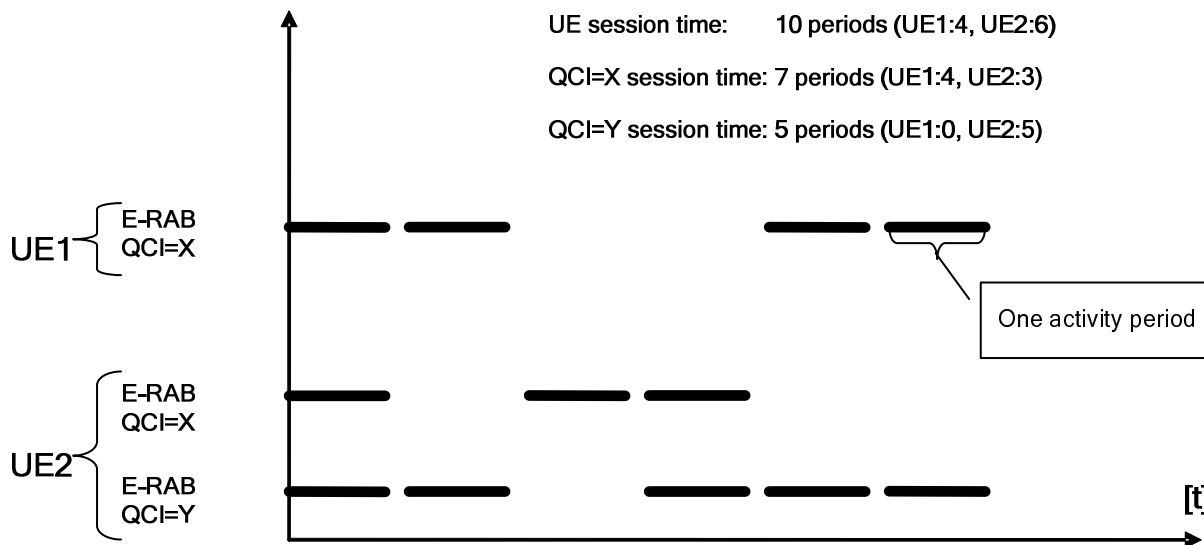 UE session time: 10 periods (UE1:4, UE2:6)
QCI=X session time: 7 periods (UE1:4, UE2:3)
QCI=Y session time: 5 periods (UE1:0, UE2:5)
UE1
E-RAB
QCI=X
One activity period
UE2
E-RAB
QCI=X
E-RAB
QCI=Y
[t]